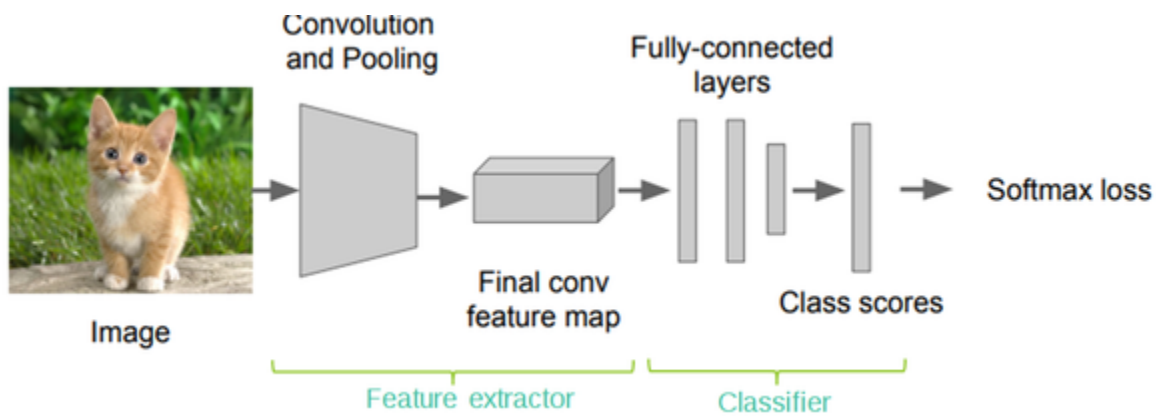 Convolution
and Pooling
Fully-connected
layers
Softmax loss
Final conv
feature map
Class scores
Image
Feature extractor
Classifier